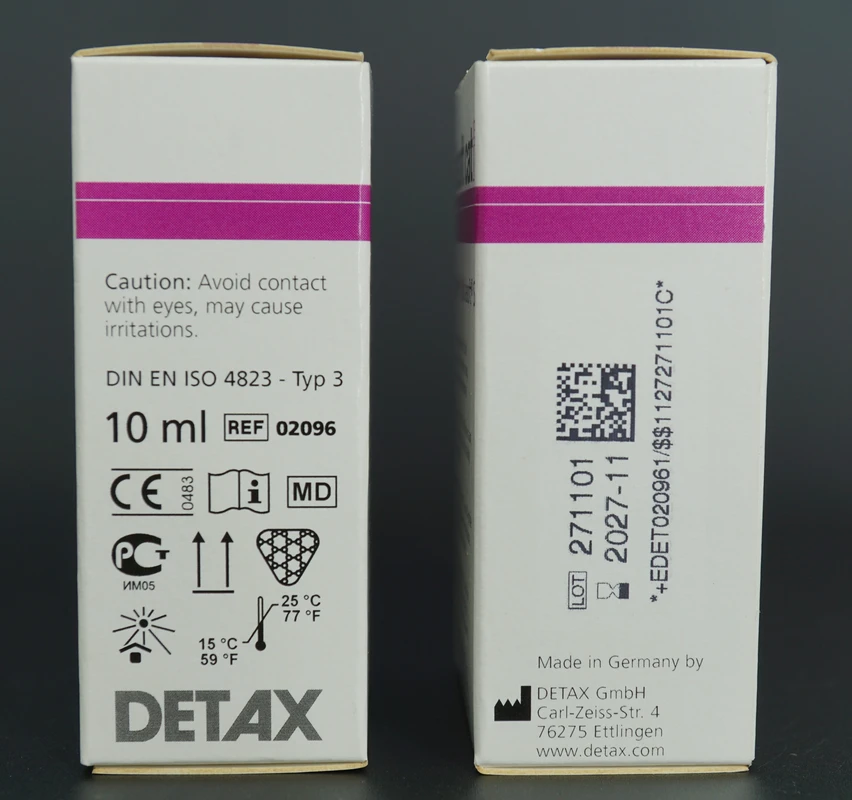 Caution: Avoid contact
with eyes, may cause
irritations.
DIN EN ISO 4823 - Typ 3
10 ml REF 02096
CE 0483 i MD
РСТ
ИМ05
25 °C
77 °F
15 °C
59 °F
DETAX
*+EDET020961/$$1127271101C*
LOT 271101
2027-11
Made in Germany by
DETAX GmbH
Carl-Zeiss-Str. 4
76275 Ettlingen
www.detax.com